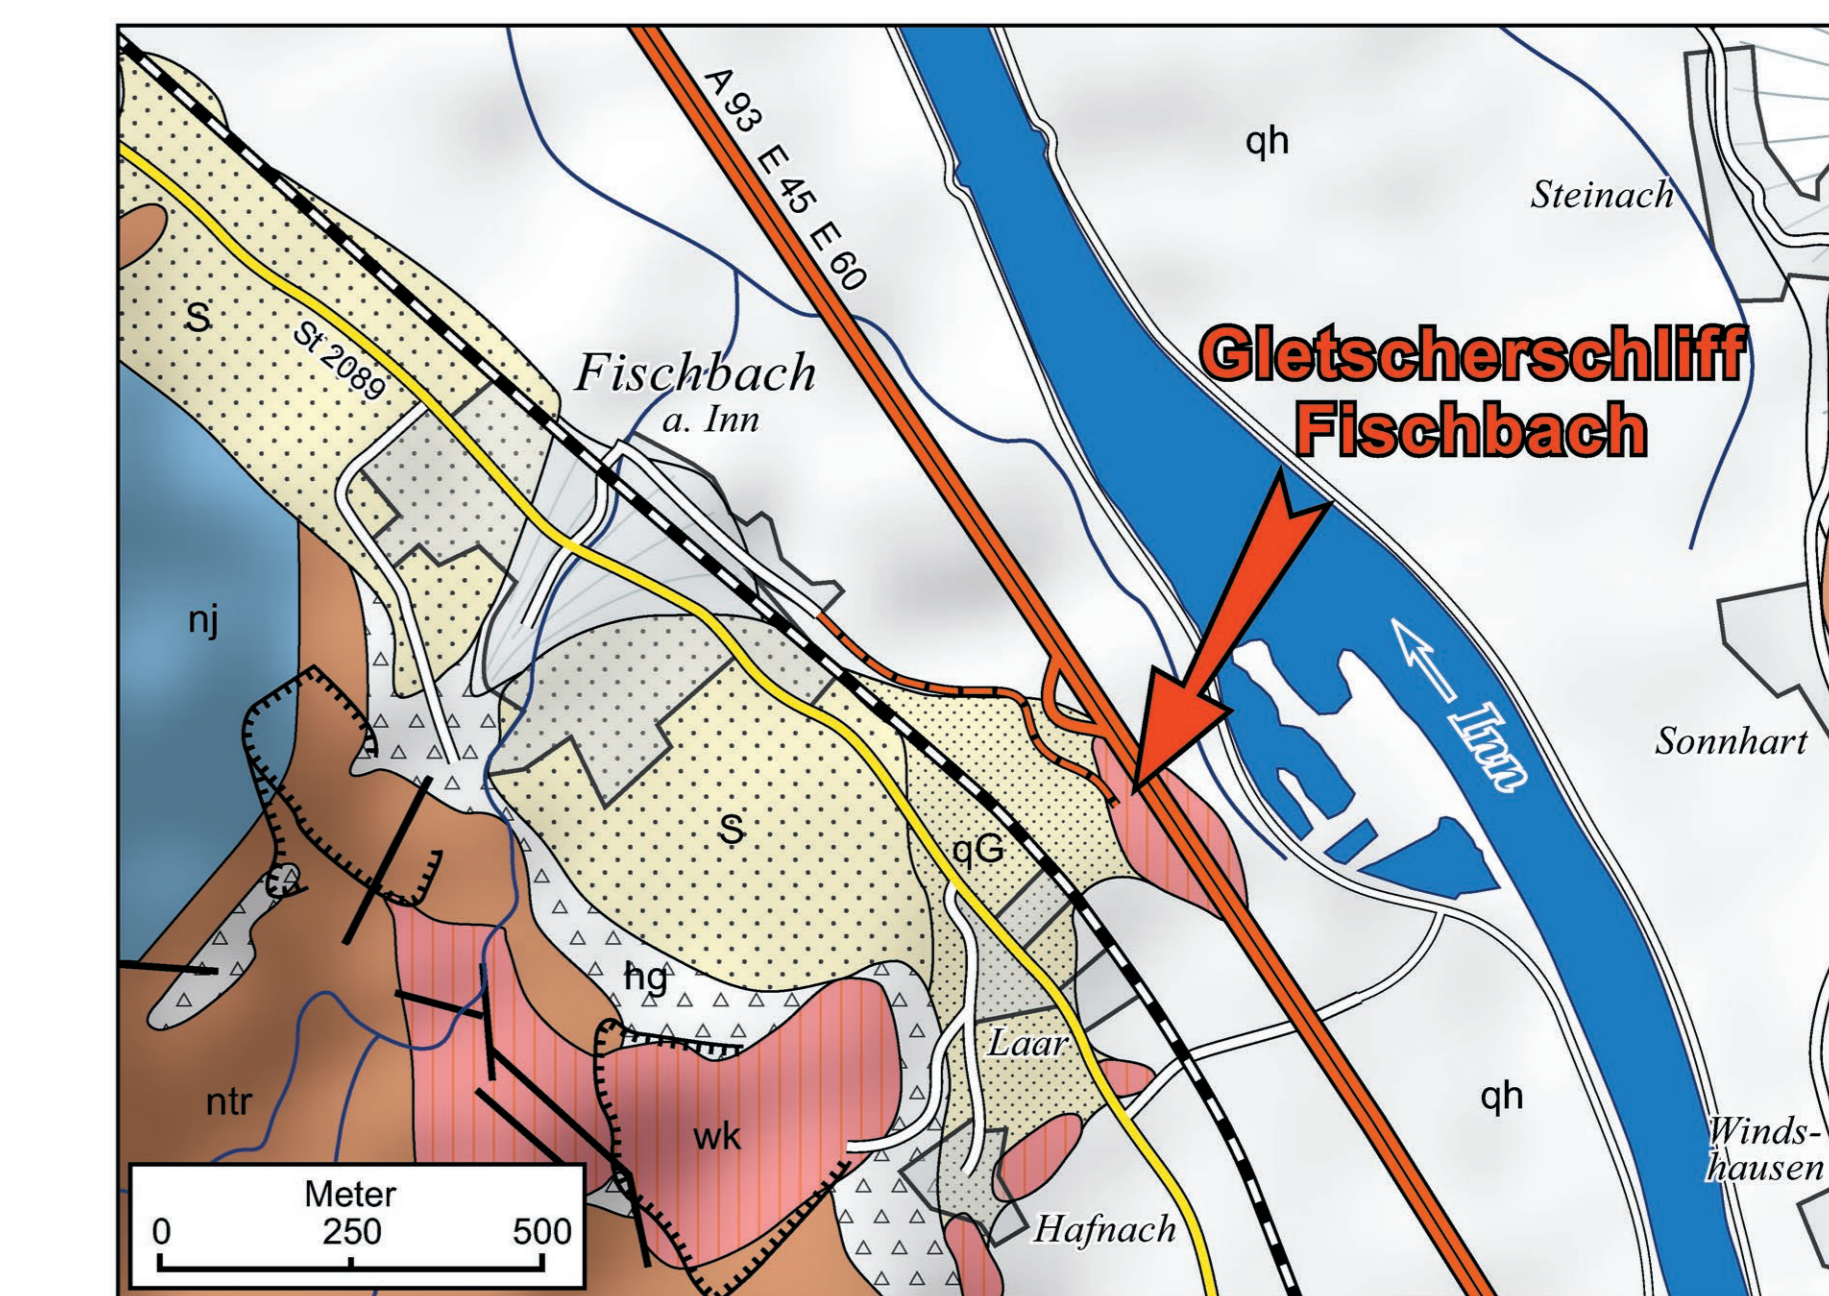 A 93 E 45 E 60
qh
Steinach
S
St 2089
Gletscherschliff
Fischbach
Fischbach
a. Inn
nj
Inn
Sonnhart
S
qG
hg
Laar
ntr
wk
qh
Winds-
hausen
Hafnach
Meter
0 250 500